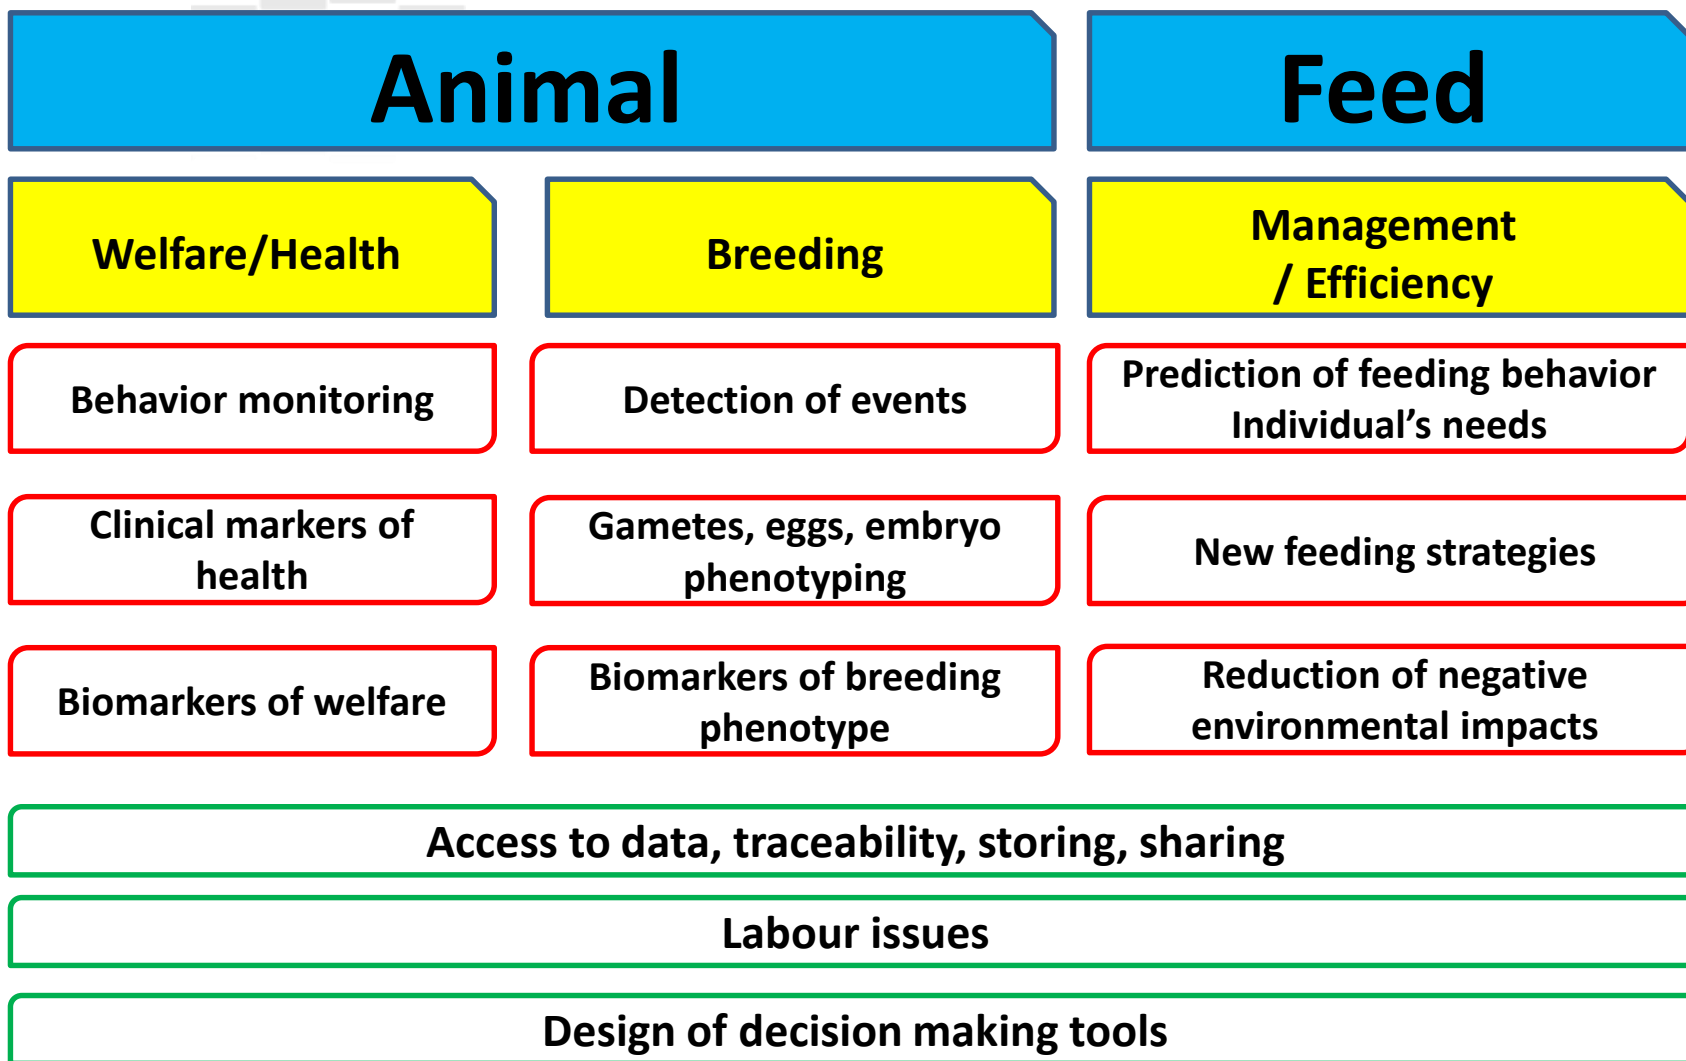 Animal
Feed
Welfare/Health
Breeding
Management
/ Efficiency
Behavior monitoring
Detection of events
Prediction of feeding behavior
Individual’s needs
Clinical markers of
health
Gametes, eggs, embryo
phenotyping
New feeding strategies
Biomarkers of welfare
Biomarkers of breeding
phenotype
Reduction of negative
environmental impacts
Access to data, traceability, storing, sharing
Labour issues
Design of decision making tools